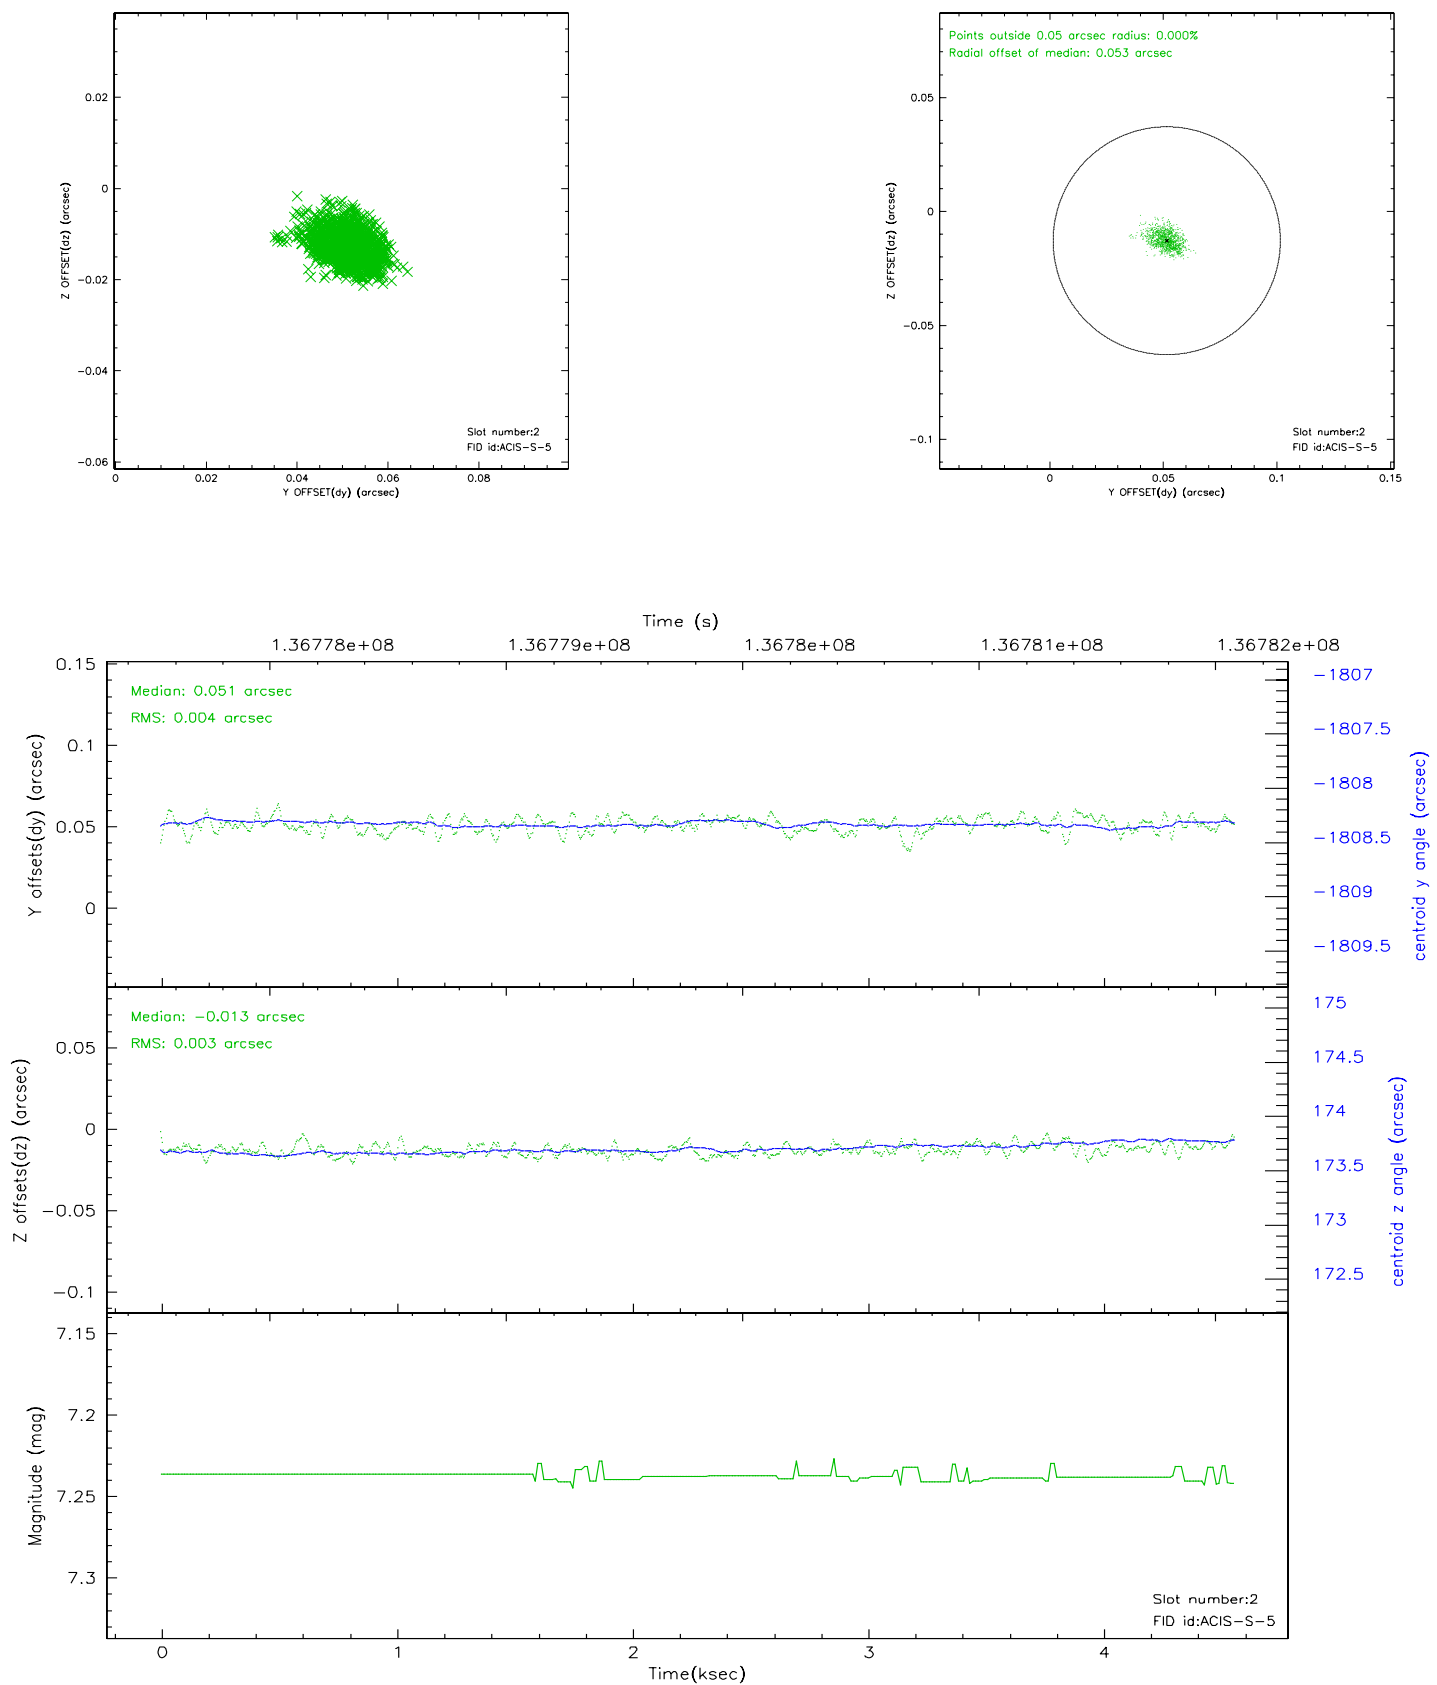 0.02
0
−0.02
−0.04
−0.06
Z OFFSET(dz) (arcsec)
0
0.02
0.04
0.06
0.08
Y OFFSET(dy) (arcsec)
Slot number:2
FID id:ACIS−S−5
Points outside 0.05 arcsec radius: 0.000%
Radial offset of median: 0.053 arcsec
0.05
0
−0.05
−0.1
Z OFFSET(dz) (arcsec)
0
0.05
0.1
0.15
Y OFFSET(dy) (arcsec)
Slot number:2
FID id:ACIS−S−5
Time (s)
1.36778e+08
1.36779e+08
1.3678e+08
1.36781e+08
1.36782e+08
Median: 0.051 arcsec
RMS: 0.004 arcsec
0.15
0.1
0.05
0
Y offsets(dy) (arcsec)
−1807
−1807.5
−1808
−1808.5
−1809
−1809.5
centroid y angle (arcsec)
Median: −0.013 arcsec
RMS: 0.003 arcsec
0.05
0
−0.05
−0.1
Z offsets(dz) (arcsec)
175
174.5
174
173.5
173
172.5
centroid z angle (arcsec)
7.15
7.2
7.25
7.3
Magnitude (mag)
Slot number:2
FID id:ACIS−S−5
0
1
2
3
4
Time(ksec)